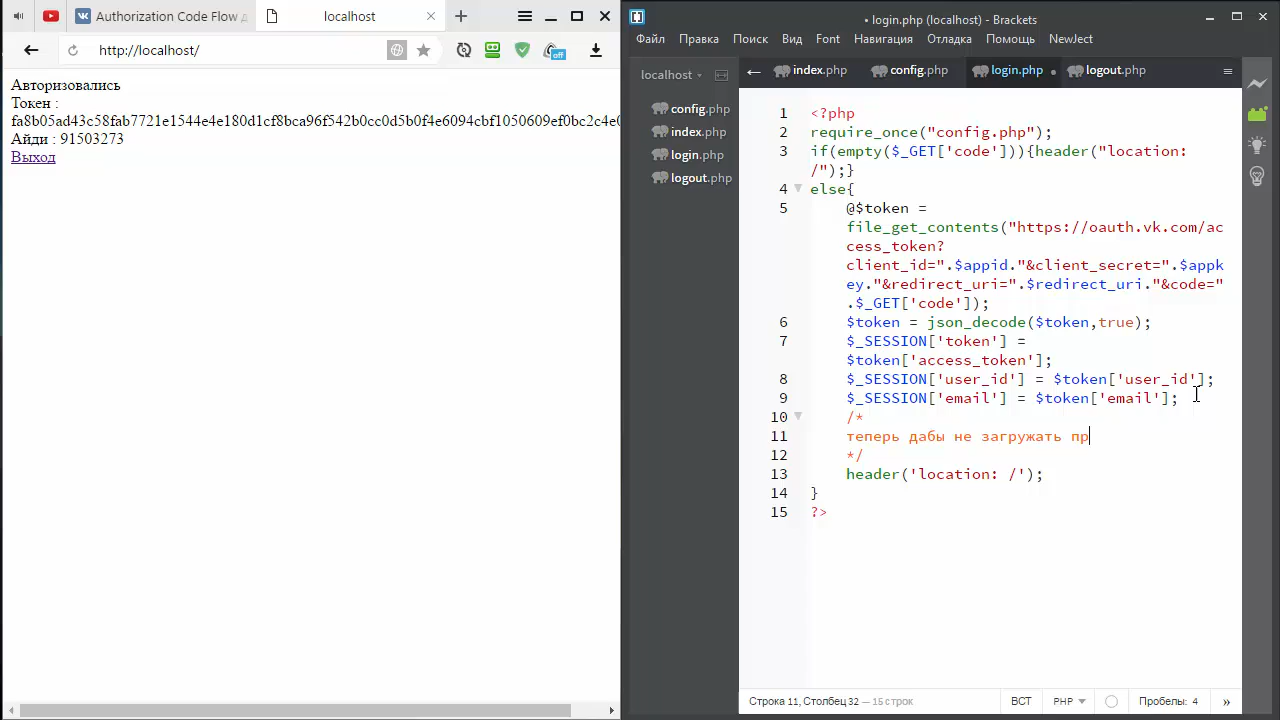 Authorization Code Flow д
localhost
http://localhost/
off
Авторизовались
Токен :
fa8b05ad43c58fab7721e1544e4e180d1cf8bca96f542b0cc0d5b0f4e6094cbf1050609ef0bc2c4e0
Айди : 91503273
Выход
• login.php (localhost) - Brackets
Файл Правка Поиск Вид Font Навигация Отладка Помощь NewJect
localhost
index.php config.php login.php • logout.php
config.php
index.php
login.php
logout.php
1 <?php
2 require_once("config.php");
3 if(empty($_GET['code'])){header("location:
/");}
4 else{
5 @$token =
file_get_contents("https://oauth.vk.com/ac
cess_token?
client_id=".$appid."&client_secret=".$appk
ey."&redirect_uri=".$redirect_uri."&code="
.$_GET['code']);
6 $token = json_decode($token,true);
7 $_SESSION['token'] =
$token['access_token'];
8 $_SESSION['user_id'] = $token['user_id'];
9 $_SESSION['email'] = $token['email'];
10 /*
11 теперь дабы не загружать пр
12 */
13 header('location: /');
14 }
15 ?>
Строка 11, Столбец 32 — 15 строк
ВСТ PHP Пробелы: 4 »